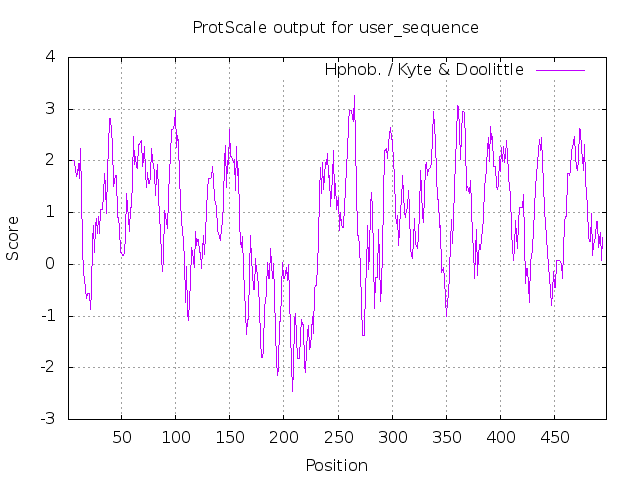 ProtScale output for user_sequence
Hphob. / Kyte & Doolittle
4
3
2
1
0
-1
-2
-3
Score
50 100 150 200 250 300 350 400 450
Position